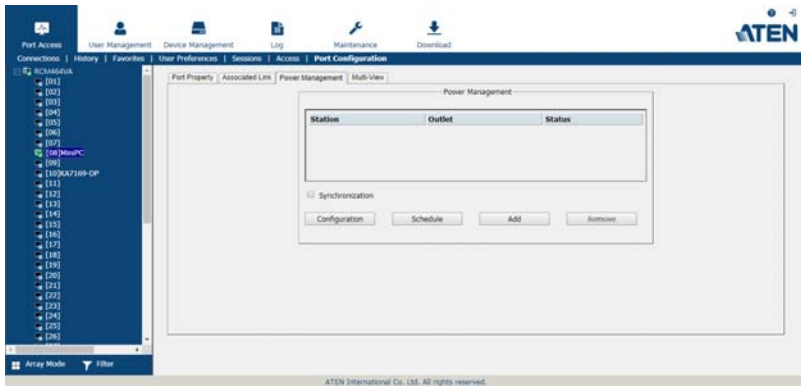 Port Access
User Management
Device Management
Log
Maintenance
Download
ATEN
Connections | History | Favorites | User Preferences | Sessions | Access | Port Configuration
RCMA64VA
[01]
[02]
[03]
[04]
[05]
[06]
[07]
[08]MiniPC
[09]
[10]KA7169-DP
[11]
[12]
[13]
[14]
[15]
[16]
[17]
[18]
[19]
[20]
[21]
[22]
[23]
[24]
[25]
[26]
Array Mode
Filter
Port Property
Associated Link
Power Management
Multi-View
Power Management
Station
Outlet
Status
Synchronization
Configuration
Schedule
Add
Remove
ATEN International Co. Ltd. All rights reserved.